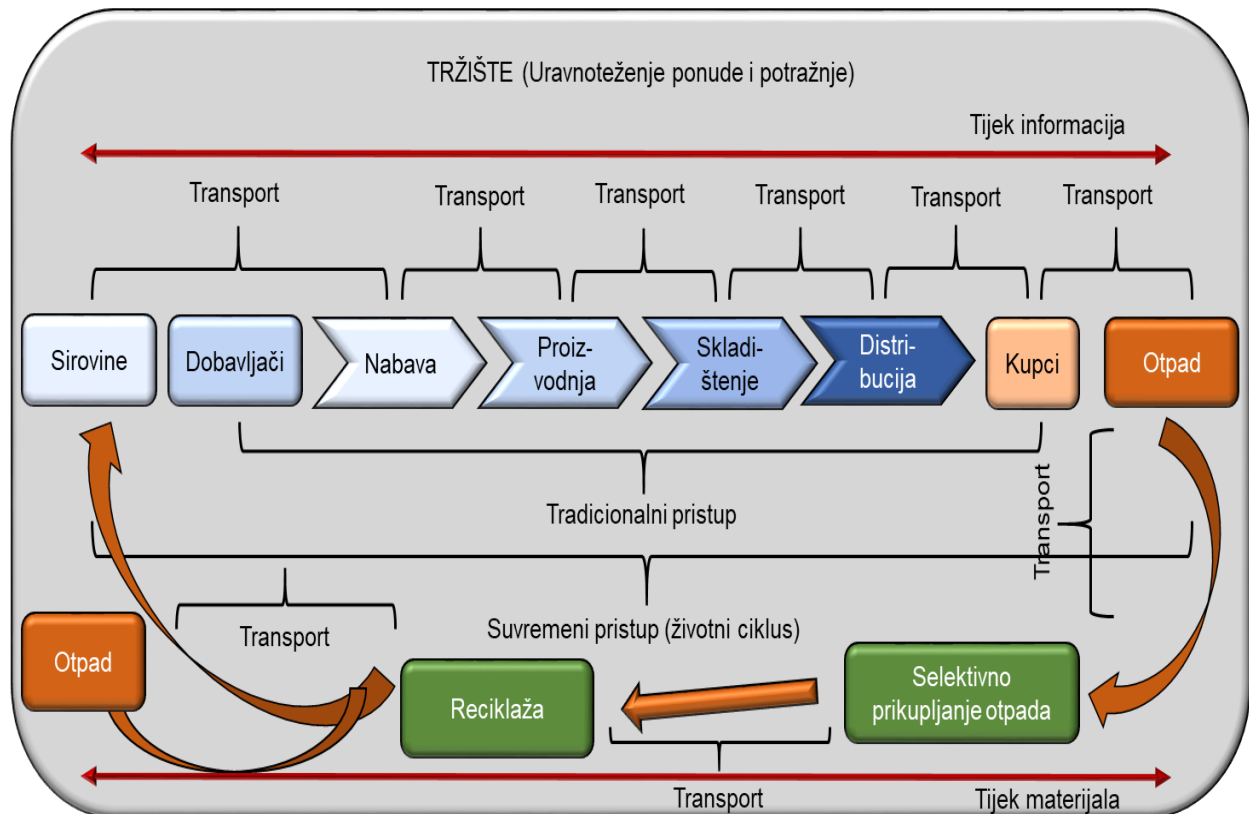 TRŽIŠTE (Uravnoteženje ponude i potražnje)
Tijek informacija
Transport
Transport
Transport
Transport
Transport
Transport
Sirovine
Dobavljači
Nabava
Proiz-
vodnja
Skladi-
štenje
Distri-
bucija
Kupci
Otpad
Tradicionalni pristup
Transport
Transport
Suvremeni pristup (životni ciklus)
Otpad
Reciklaža
Selektivno
prikupljanje otpada
Transport
Tijek materijala